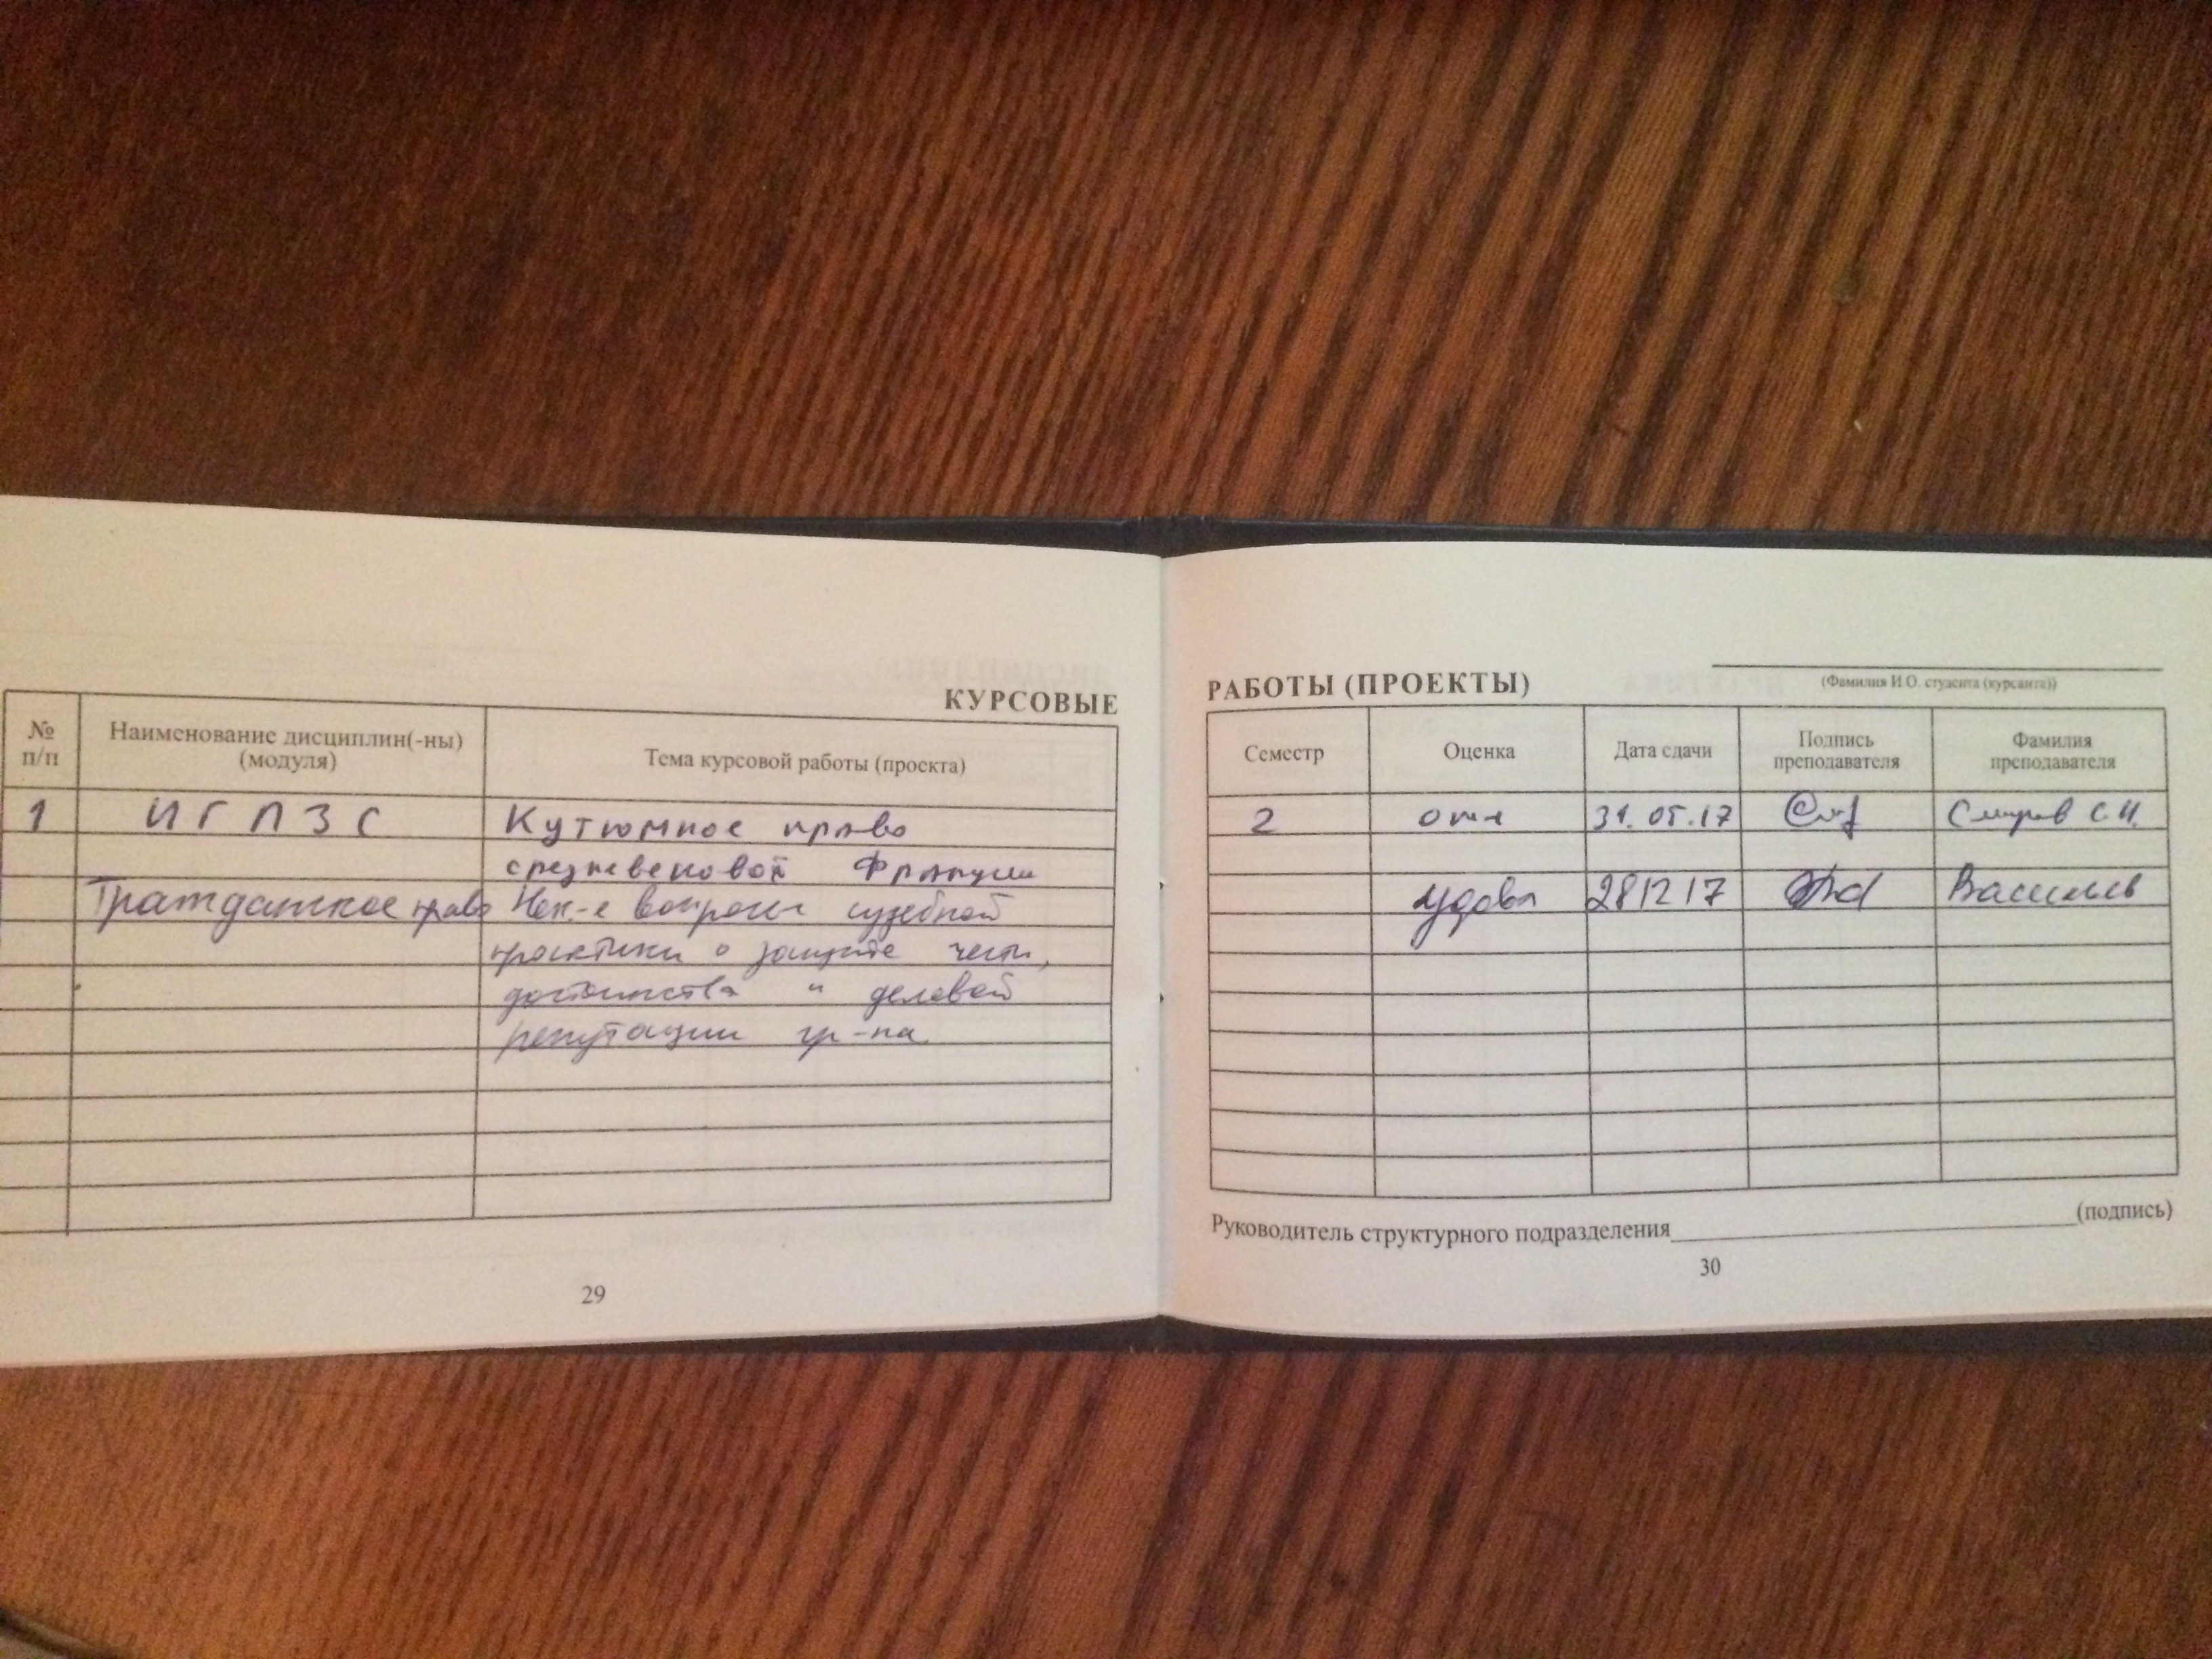 КУРСОВЫЕ
№ п/п
Наименование дисциплин(-ны) (модуля)
Тема курсовой работы (проекта)
1 ИГПЗС Кутюмное право
средневековой Франции
Гражданское право Нек-е вопросы судебной
практики о защите чести,
достоинства и деловой
репутации гр-на.
29
РАБОТЫ (ПРОЕКТЫ)
(Фамилия И.О. студента (курсанта))
Семестр
Оценка
Дата сдачи
Подпись преподавателя
Фамилия преподавателя
2 отл 31.05.17 С.Н.
удовл 28 12 17 Васильев
Руководитель структурного подразделения (подпись)
30